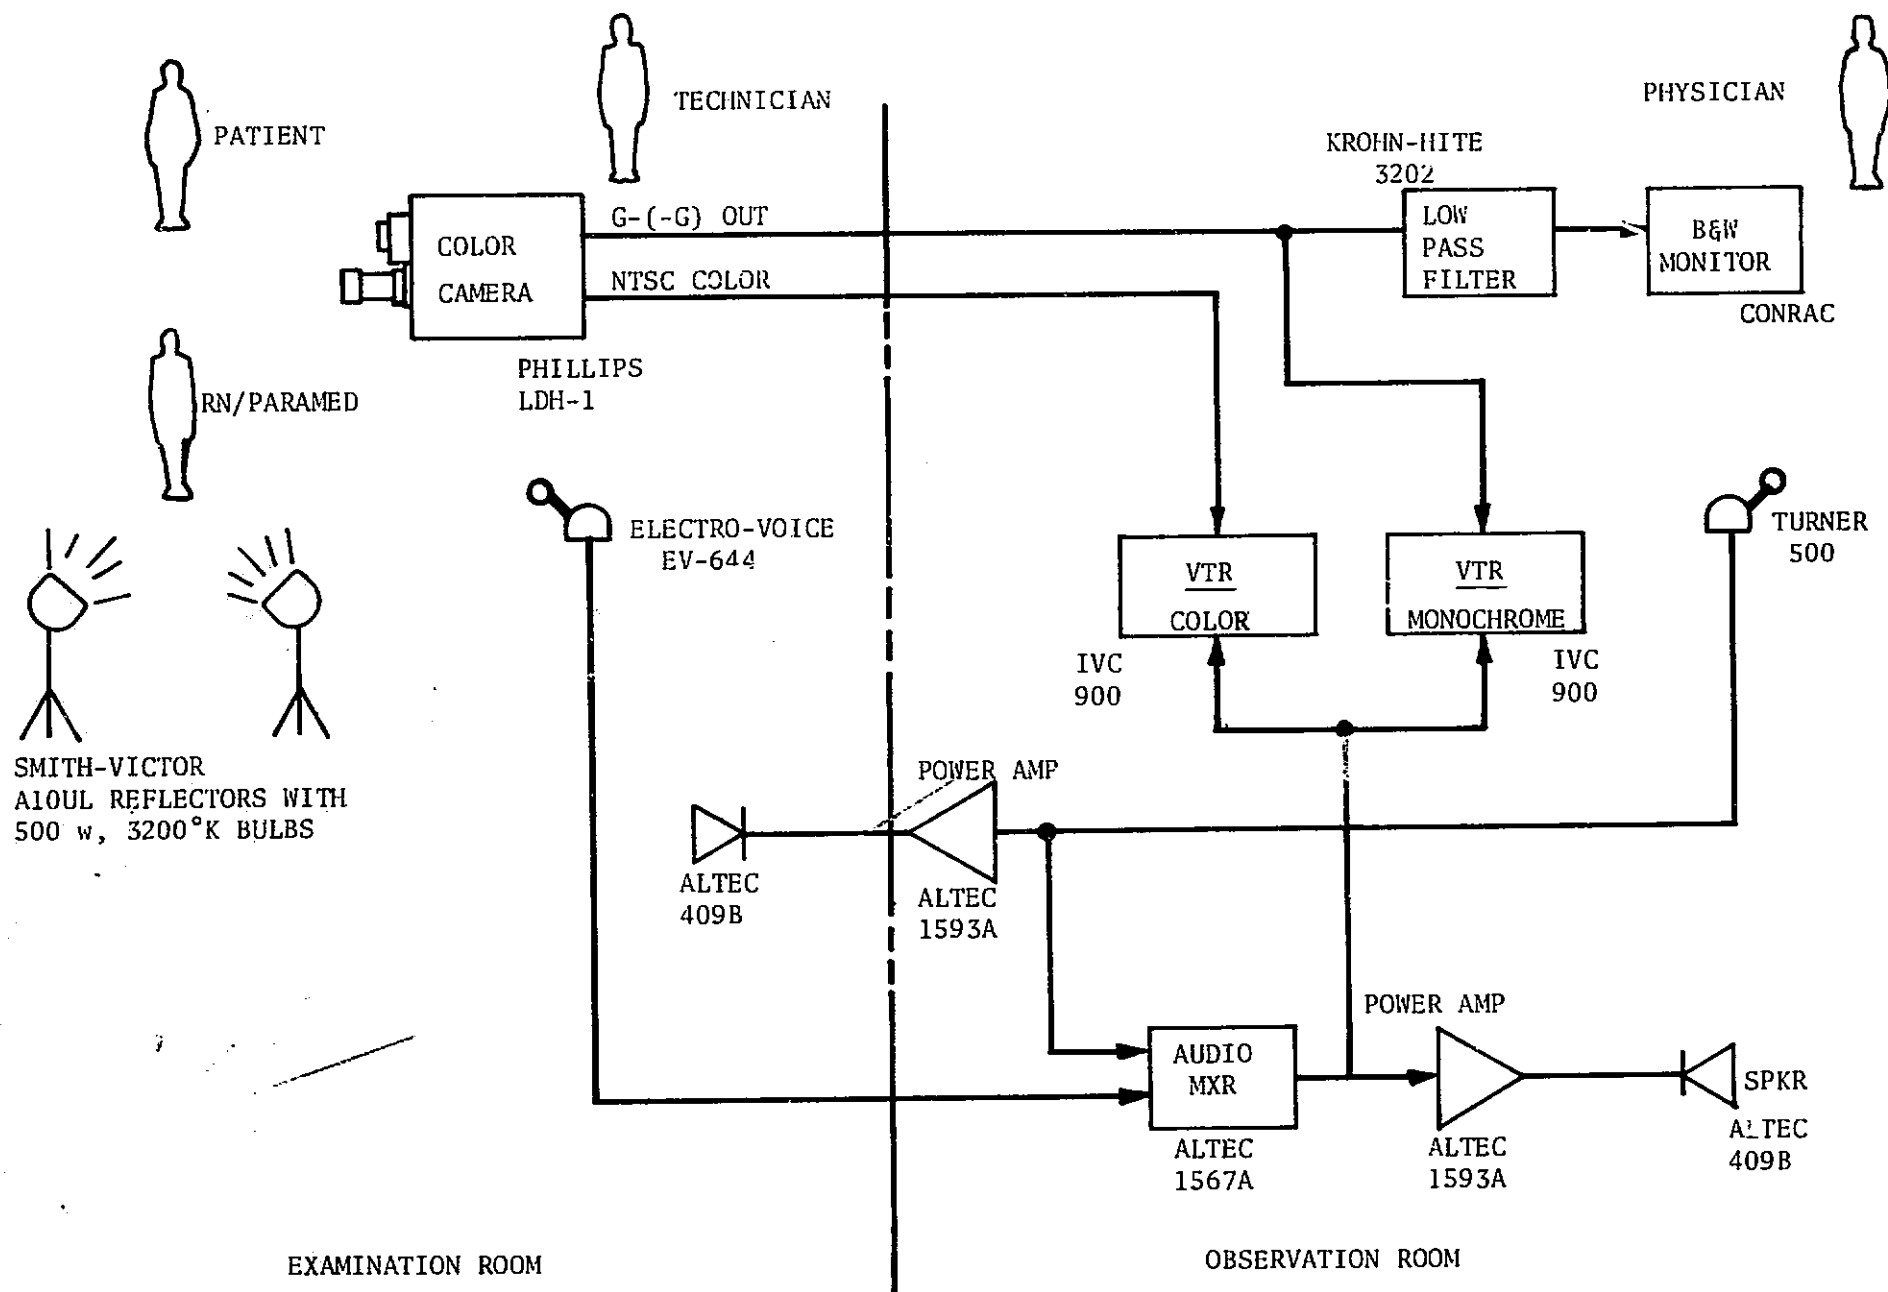 PATIENT
TECHNICIAN
PHYSICIAN
KROHN-HITE
3202
COLOR
CAMERA
G-(-G) OUT
NTSC COLOR
LOW
PASS
FILTER
B&W
MONITOR
CONRAC
PHILLIPS
LDH-1
RN/PARAMED
ELECTRO-VOICE
EV-644
TURNER
500
VTR
COLOR
VTR
MONOCHROME
IVC
900
IVC
900
SMITH-VICTOR
A10UL REFLECTORS WITH
500 w, 3200°K BULBS
POWER AMP
ALTEC
409B
ALTEC
1593A
POWER AMP
AUDIO
MXR
SPKR
ALTEC
409B
ALTEC
1567A
ALTEC
1593A
EXAMINATION ROOM
OBSERVATION ROOM